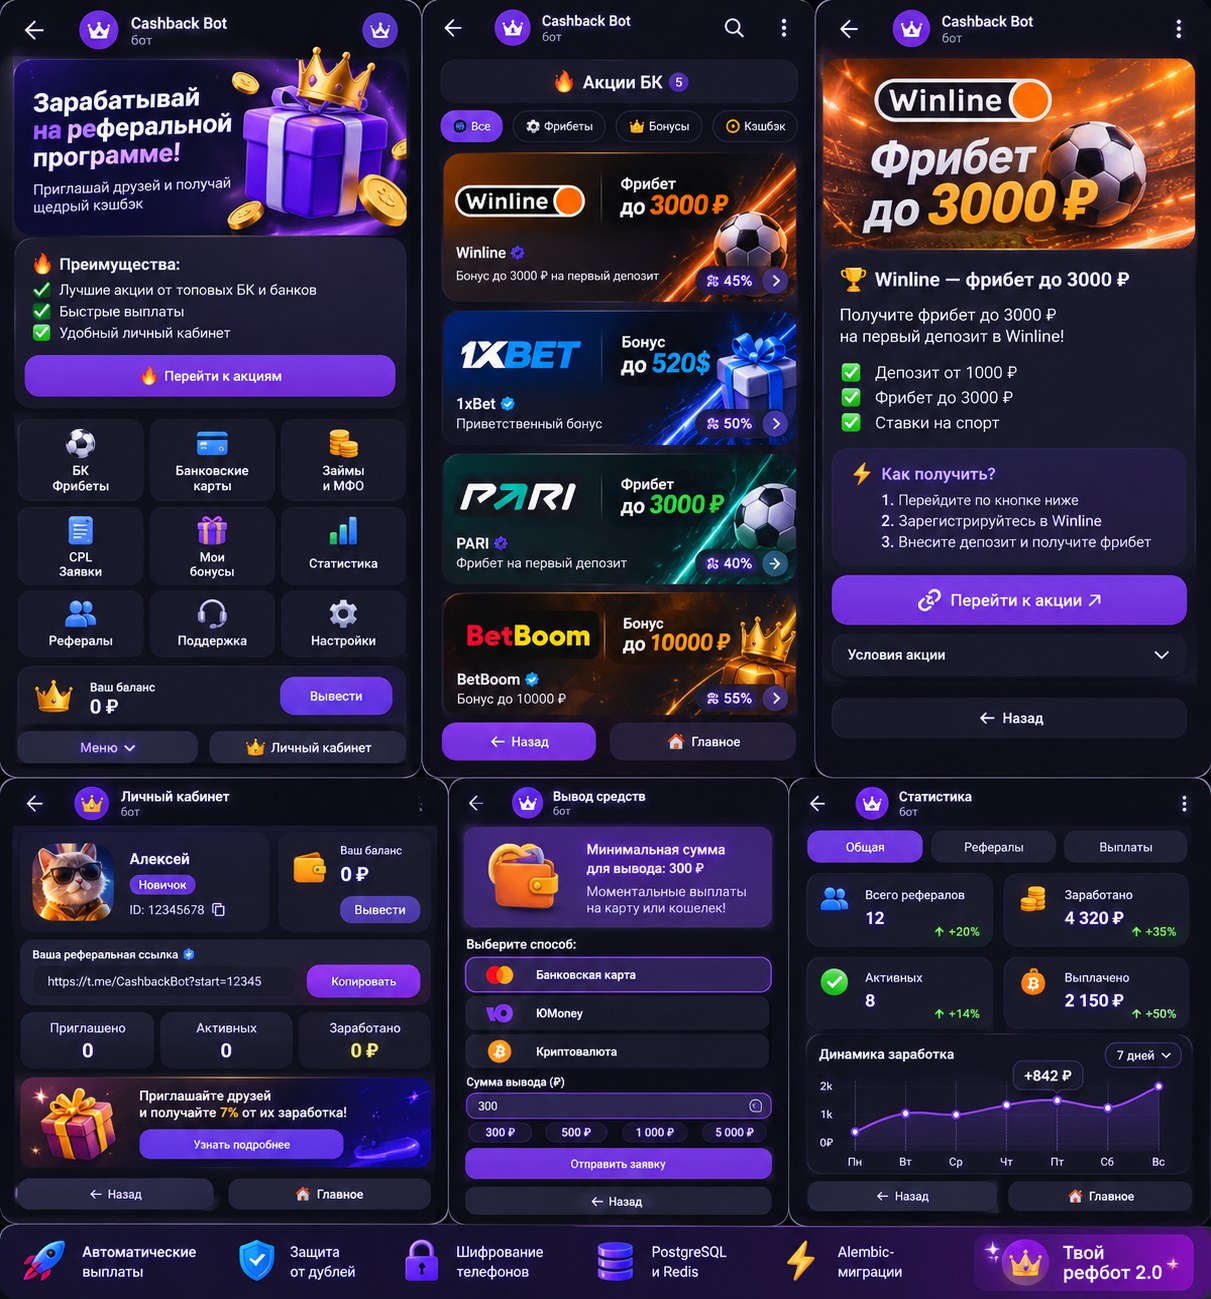 Cashback Bot
бот
Зарабатывай
на реферальной
программе!
Приглашай друзей и получай
щедрый кэшбэк
Преимущества:
Лучшие акции от топовых БК и банков
Быстрые выплаты
Удобный личный кабинет
Перейти к акциям
БК
Фрибеты
Банковские
карты
Займы
и МФО
CPL
Заявки
Мои
бонусы
Статистика
Рефералы
Поддержка
Настройки
Ваш баланс
0 ₽
Вывести
Меню
Личный кабинет
Cashback Bot
бот
Акции БК 5
Все
Фрибеты
Бонусы
Кэшбэк
Winline
Фрибет
до 3000 ₽
Winline
Бонус до 3000 ₽ на первый депозит
45%
1XBET
Бонус
до 520$
1xBet
Приветственный бонус
50%
PARI
Фрибет
до 3000 ₽
PARI
Фрибет на первый депозит
40%
BetBoom
Бонус
до 10000 ₽
BetBoom
Бонус до 10000 ₽
55%
← Назад
Главное
Cashback Bot
бот
Winline
Фрибет
до 3000 ₽
Winline — фрибет до 3000 ₽
Получите фрибет до 3000 ₽
на первый депозит в Winline!
Депозит от 1000 ₽
Фрибет до 3000 ₽
Ставки на спорт
Как получить?
1. Перейдите по кнопке ниже
2. Зарегистрируйтесь в Winline
3. Внесите депозит и получите фрибет
Перейти к акции ↗
Условия акции
← Назад
Личный кабинет
бот
Алексей
Новичок
ID: 12345678
Ваш баланс
0 ₽
Вывести
Ваша реферальная ссылка
https://t.me/CashbackBot?start=12345
Копировать
Приглашено
0
Активных
0
Заработано
0 ₽
Приглашайте друзей
и получайте 7% от их заработка!
Узнать подробнее
← Назад
Главное
Вывод средств
бот
Минимальная сумма
для вывода: 300 ₽
Моментальные выплаты
на карту или кошелек!
Выберите способ:
Банковская карта
ЮMoney
Криптовалюта
Сумма вывода (₽)
300
300 ₽
500 ₽
1 000 ₽
5 000 ₽
Отправить заявку
← Назад
Статистика
бот
Общая
Рефералы
Выплаты
Всего рефералов
12
↑ +20%
Заработано
4 320 ₽
↑ +35%
Активных
8
↑ +14%
Выплачено
2 150 ₽
↑ +50%
Динамика заработка
7 дней
+842 ₽
2k
1k
0₽
Пн
Вт
Ср
Чт
Пт
Сб
Вс
← Назад
Главное
Автоматические
выплаты
Защита
от дублей
Шифрование
телефонов
PostgreSQL
и Redis
Alembic-
миграции
Твой
рефбот 2.0